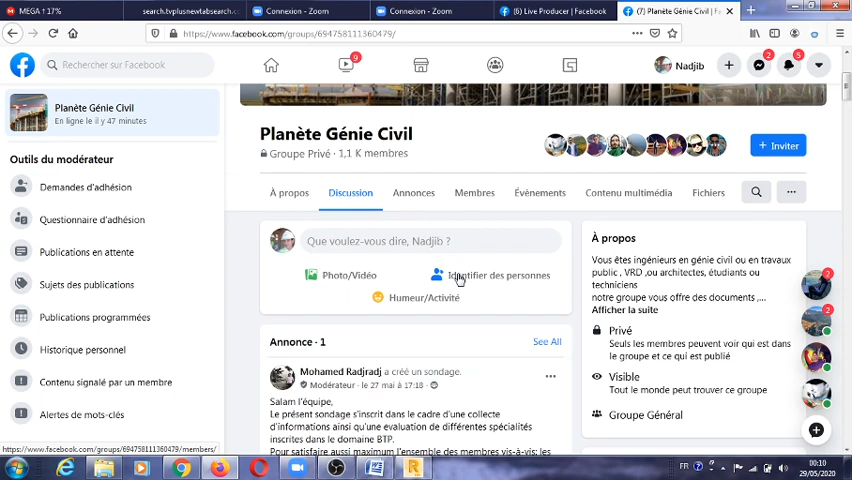 MEGA ↑ 17%
search.tvplusnewtabsearch.co
Connexion - Zoom
Connexion - Zoom
(6) Live Producer | Facebook
(7) Planète Génie Civil | Fa
https://www.facebook.com/groups/694758111360479/
Rechercher sur Facebook
9
Nadjib
2
5
Planète Génie Civil
En ligne le il y 47 minutes
Outils du modérateur
Demandes d'adhésion
Questionnaire d'adhésion
Publications en attente
Sujets des publications
Publications programmées
Historique personnel
Contenu signalé par un membre
Alertes de mots-clés
https://www.facebook.com/groups/694758111360479/members/
Planète Génie Civil
Groupe Privé · 1,1 K membres
+ Inviter
À propos
Discussion
Annonces
Membres
Évènements
Contenu multimédia
Fichiers
Que voulez-vous dire, Nadjib ?
Photo/Vidéo
Identifier des personnes
Humeur/Activité
Annonce · 1
See All
Mohamed Radjradj a créé un sondage.
Modérateur · le 27 mai à 17:18 ·
Salam l'équipe,
Le présent sondage s'inscrit dans le cadre d'une collecte
d'informations ainsi qu'une evaluation de différentes spécialités
inscrites dans le domaine BTP.
Pour satisfaire aussi maximum l'ensemble des membres vis-à-vis: les
À propos
Vous êtes ingénieurs en génie civil ou en travaux
public , VRD ,ou architectes, étudiants ou
techniciens
notre groupe vous offre des documents ,...
Afficher la suite
Privé
Seuls les membres peuvent voir qui est dans
le groupe et ce qui est publié
Visible
Tout le monde peut trouver ce groupe
Groupe Général
2
2
FR
00:10
29/05/2020